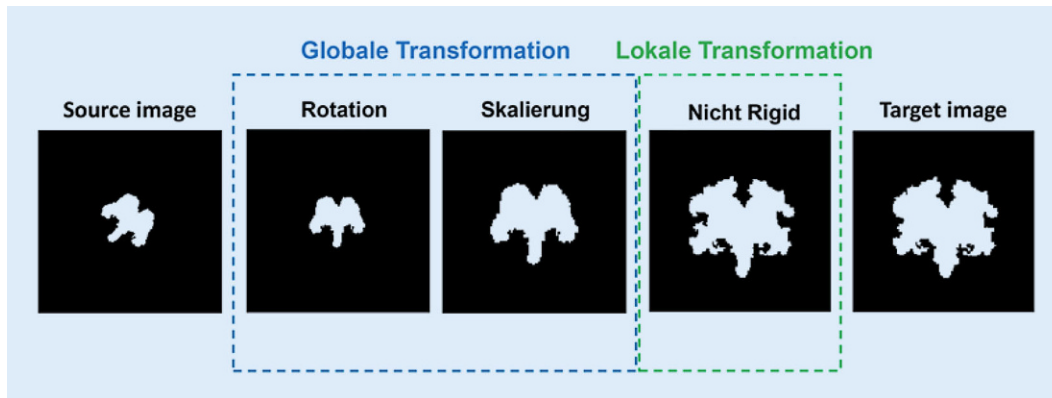 Globale Transformation
Lokale Transformation
Source image
Rotation
Skalierung
Nicht Rigid
Target image